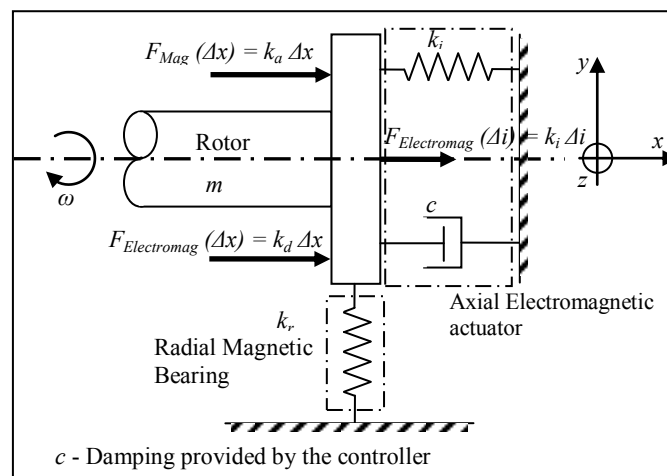 F_Mag (Δx) = k_a Δx
k_i
y
Rotor
F_Electromag (Δi) = k_i Δi
x
m
z
ω
c
F_Electromag (Δx) = k_d Δx
Axial Electromagnetic
actuator
k_r
Radial Magnetic
Bearing
c - Damping provided by the controller